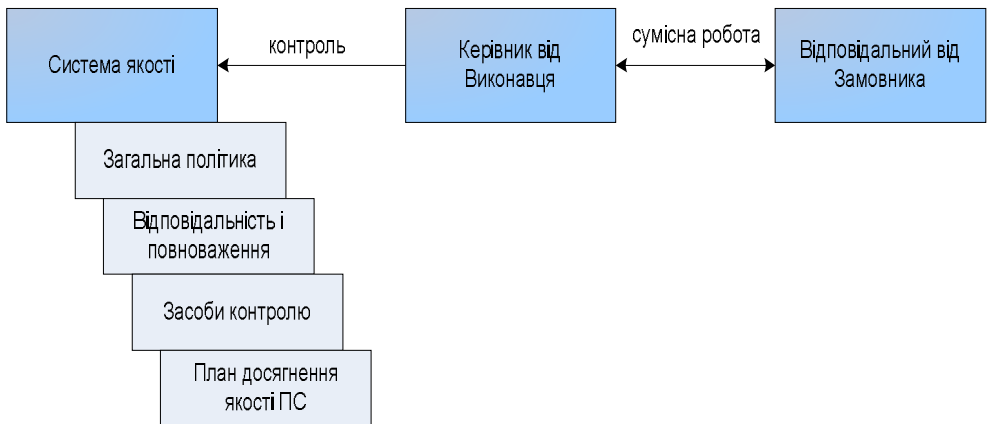 Система якості
контроль
Керівник від
Виконавця
сумісна робота
Відповідальний від
Замовника
Загальна політика
Відповідальність і
повноваження
Засоби контролю
План досягнення
якості ПС